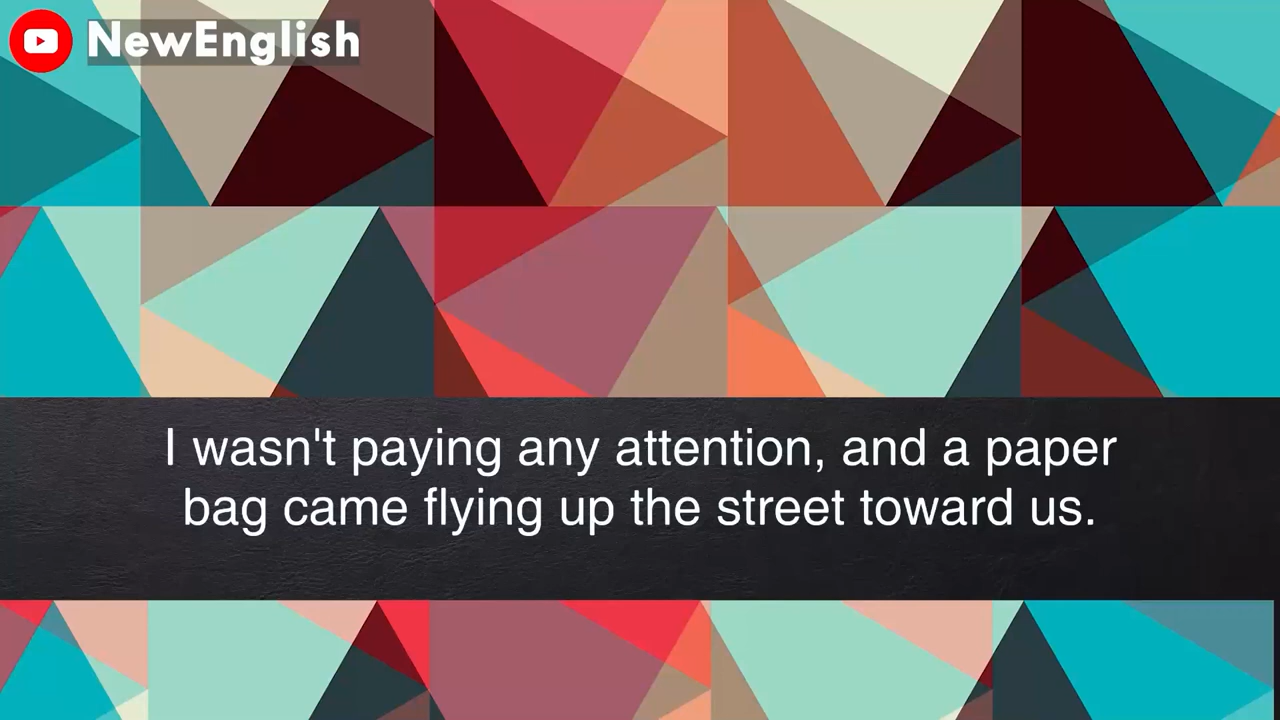 NewEnglish
I wasn't paying any attention, and a paper
bag came flying up the street toward us.